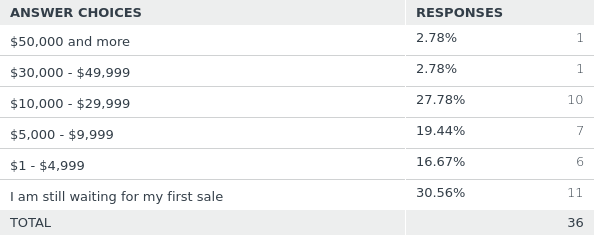 ANSWER CHOICES RESPONSES
$50,000 and more 2.78% 1
$30,000 - $49,999 2.78% 1
$10,000 - $29,999 27.78% 10
$5,000 - $9,999 19.44% 7
$1 - $4,999 16.67% 6
I am still waiting for my first sale 30.56% 11
TOTAL 36